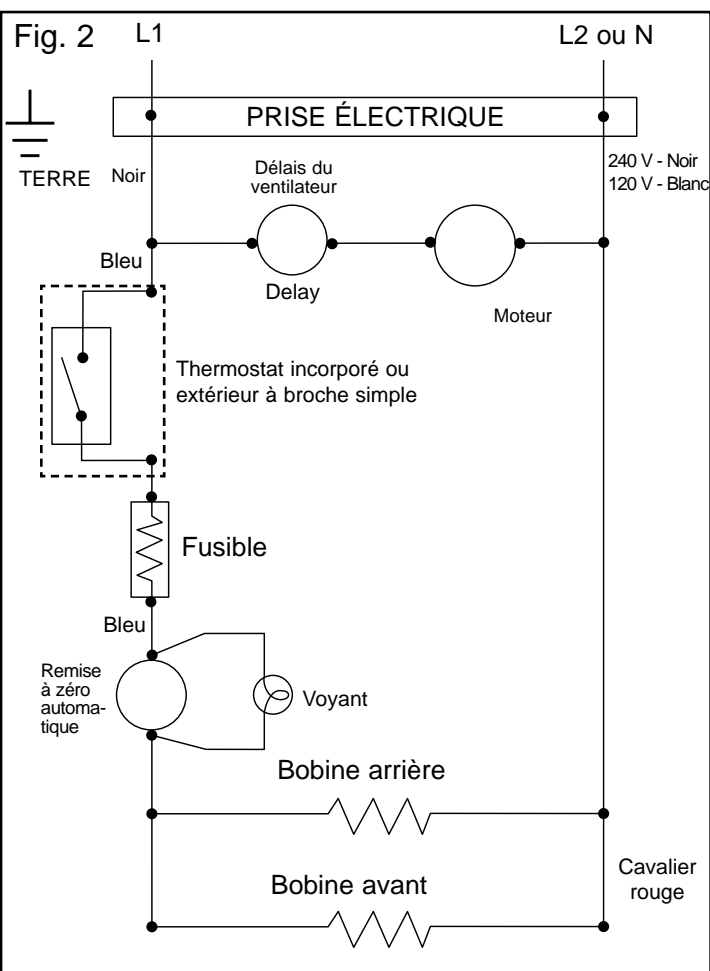 Fig. 2
L1
L2 ou N
PRISE ÉLECTRIQUE
TERRE
Noir
Délais du
ventilateur
240 V - Noir
120 V - Blanc
Bleu
Delay
Moteur
Thermostat incorporé ou
extérieur à broche simple
Fusible
Bleu
Remise
à zéro
automa-
tique
Voyant
Bobine arrière
Bobine avant
Cavalier
rouge